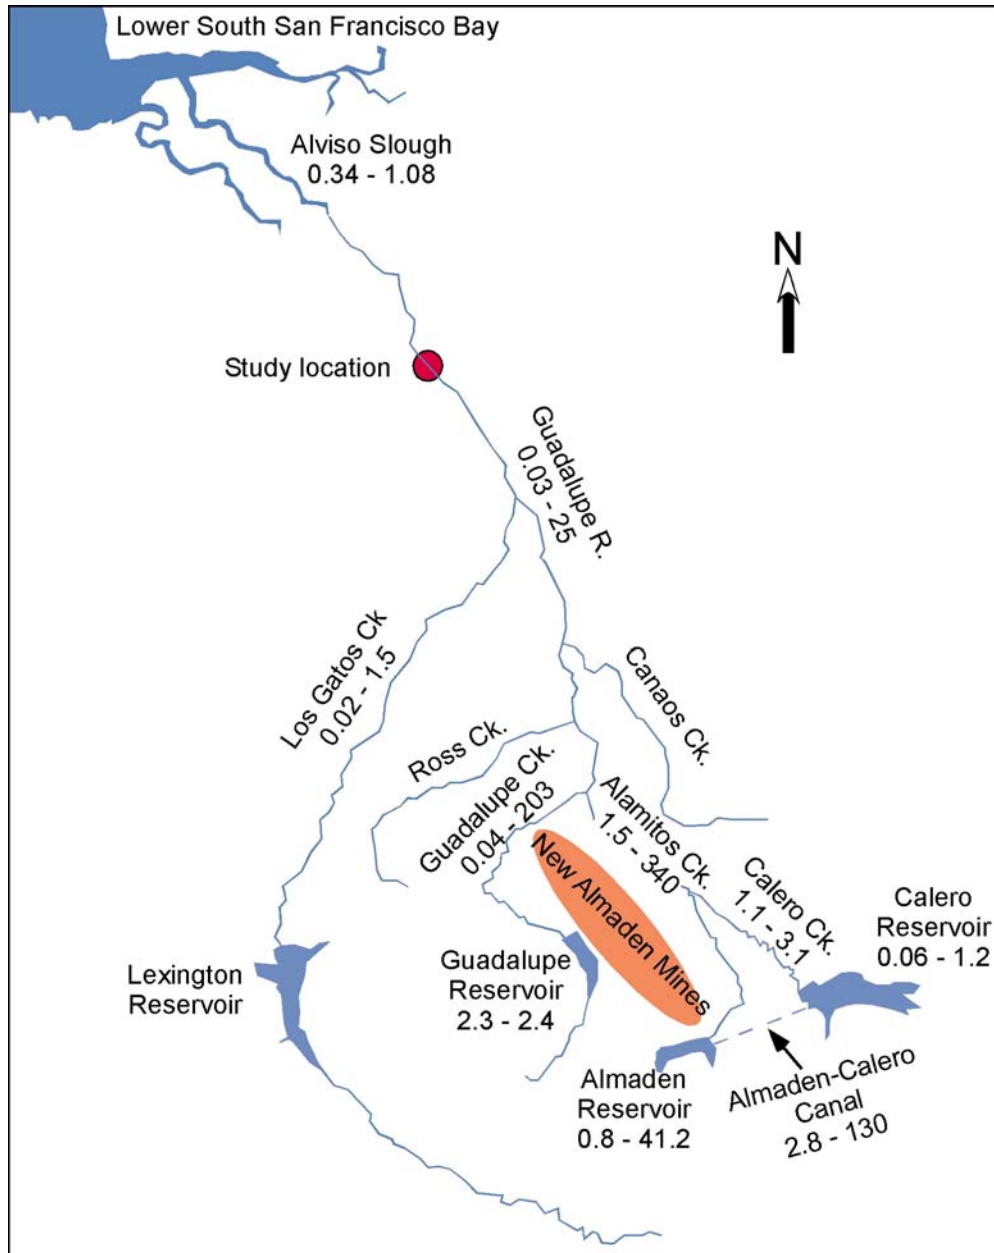 Lower South San Francisco Bay
Alviso Slough
0.34 - 1.08
N
Study location
Guadalupe R.
0.03 - 25
Los Gatos Ck
0.02 - 1.5
Canaos Ck.
Ross Ck.
Guadalupe Ck.
0.04 - 203
Alamitos Ck.
1.5 - 340
Calero Ck.
1.1 - 3.1
New Almaden Mines
Calero
Reservoir
0.06 - 1.2
Lexington
Reservoir
Guadalupe
Reservoir
2.3 - 2.4
Almaden
Reservoir
0.8 - 41.2
Almaden-Calero
Canal
2.8 - 130